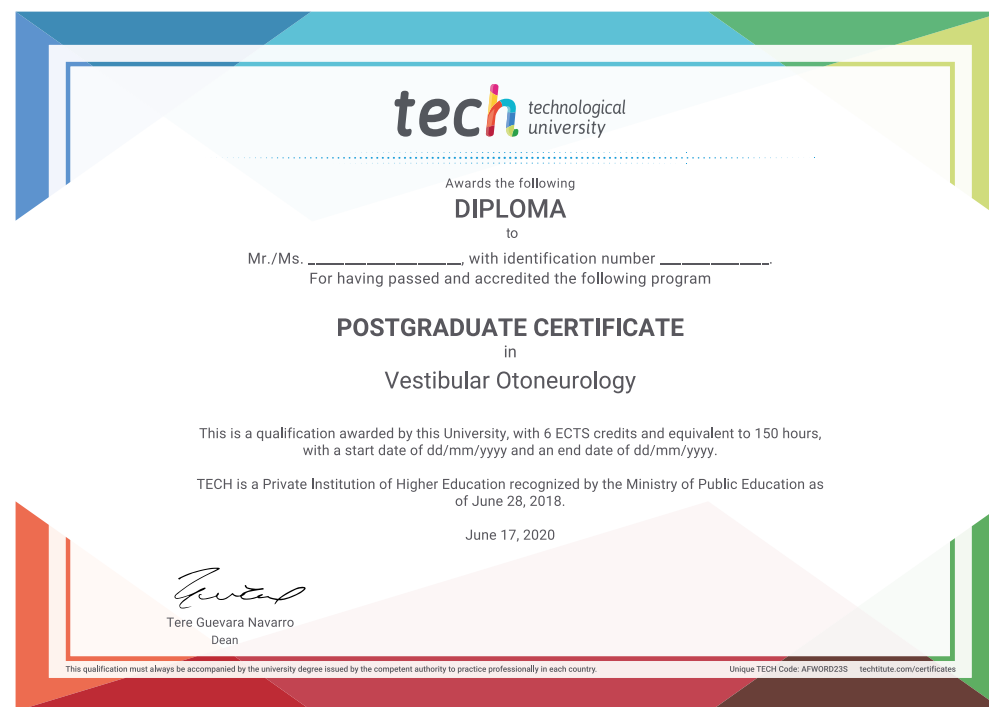 tech technological
university
Awards the following
DIPLOMA
to
Mr./Ms. ____________________, with identification number ______________.
For having passed and accredited the following program
POSTGRADUATE CERTIFICATE
in
Vestibular Otoneurology
This is a qualification awarded by this University, with 6 ECTS credits and equivalent to 150 hours,
with a start date of dd/mm/yyyy and an end date of dd/mm/yyyy.
TECH is a Private Institution of Higher Education recognized by the Ministry of Public Education as
of June 28, 2018.
June 17, 2020
Tere Guevara Navarro
Dean
This qualification must always be accompanied by the university degree issued by the competent authority to practice professionally in each country.
Unique TECH Code: AFWORD23S techtitute.com/certificates